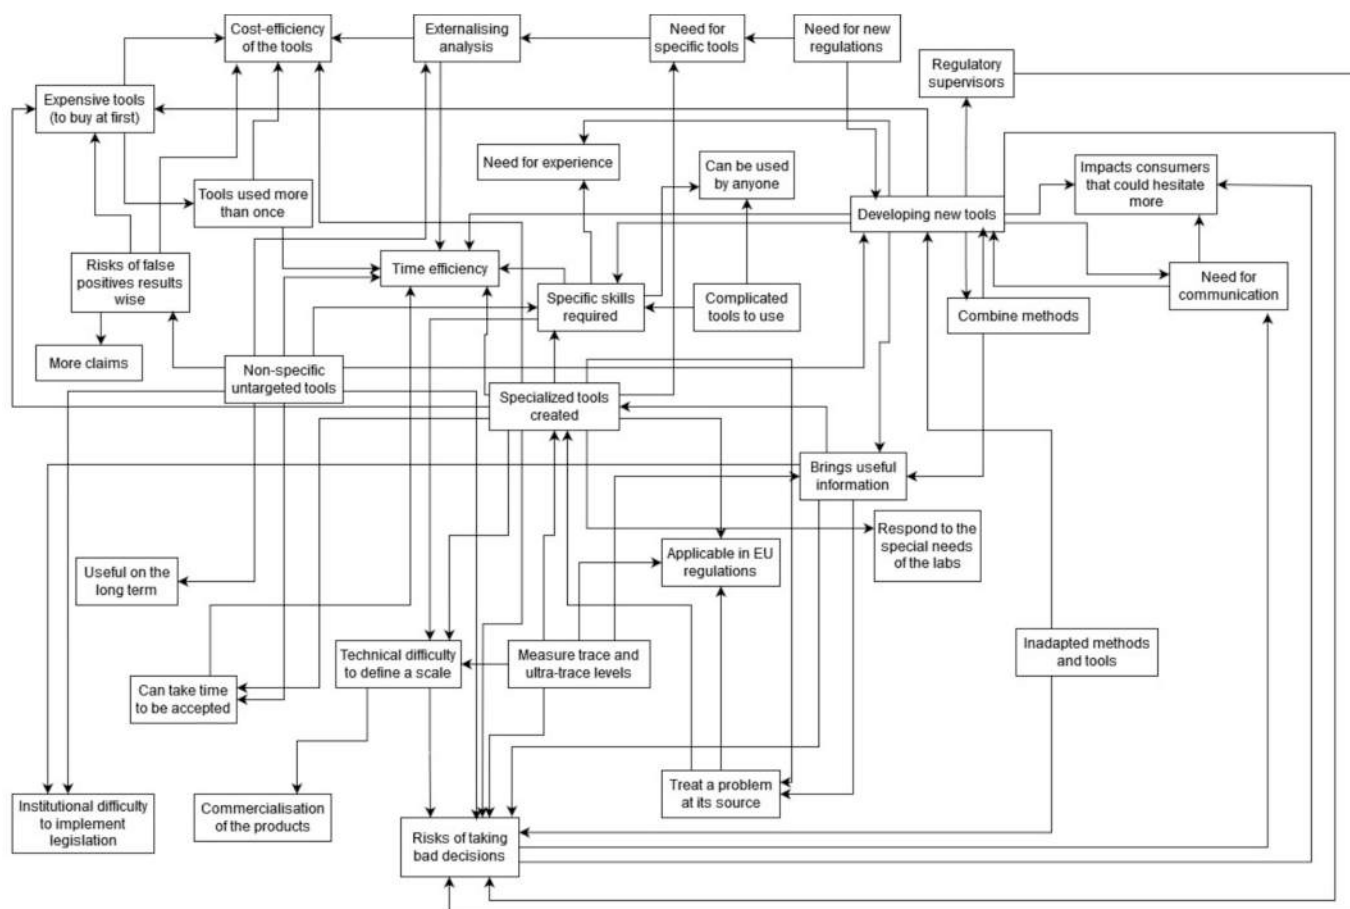 Cost-efficiency
of the tools
Externalising
analysis
Need for
specific tools
Need for new
regulations
Regulatory
supervisors
Expensive tools
(to buy at first)
Need for experience
Can be used
by anyone
Impacts consumers
that could hesitate
more
Tools used more
than once
Developing new tools
Risks of false
positives results
wise
Time efficiency
Need for
communication
Specific skills
required
Complicated
tools to use
Combine methods
More claims
Non-specific
untargeted tools
Specialized tools
created
Brings useful
information
Respond to the
special needs
of the labs
Applicable in EU
regulations
Useful on the
long term
Technical difficulty
to define a scale
Measure trace and
ultra-trace levels
Inadapted methods
and tools
Can take time
to be accepted
Treat a problem
at its source
Institutional difficulty
to implement
legislation
Commercialisation
of the products
Risks of taking
bad decisions